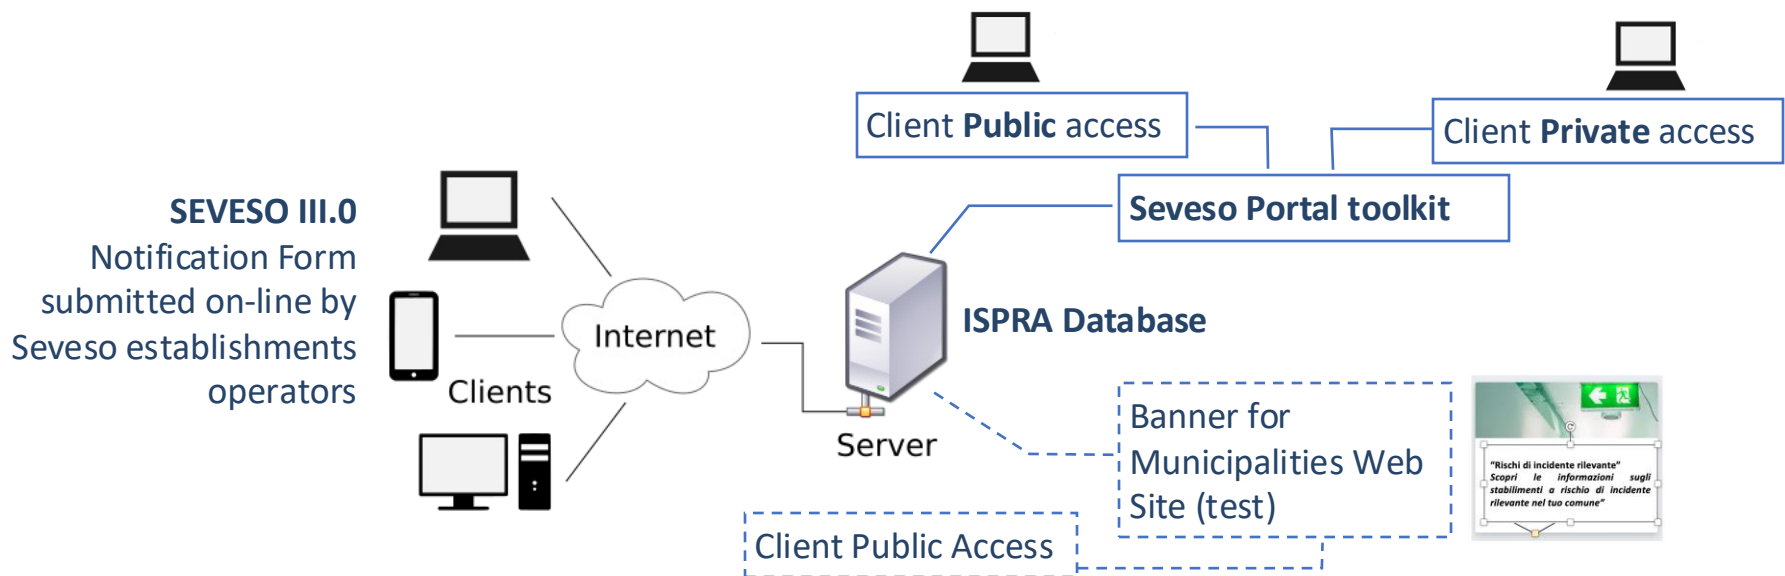 Client Public access
Client Private access
SEVESO III.0
Notification Form
submitted on-line by
Seveso establishments
operators
Seveso Portal toolkit
Internet
ISPRA Database
Clients
Server
Banner for
Municipalities Web
Site (test)
"Rischi di incidente rilevante"
Scopri le informazioni sugli
stabilimenti a rischio di incidente
rilevante nel tuo comune"
Client Public Access